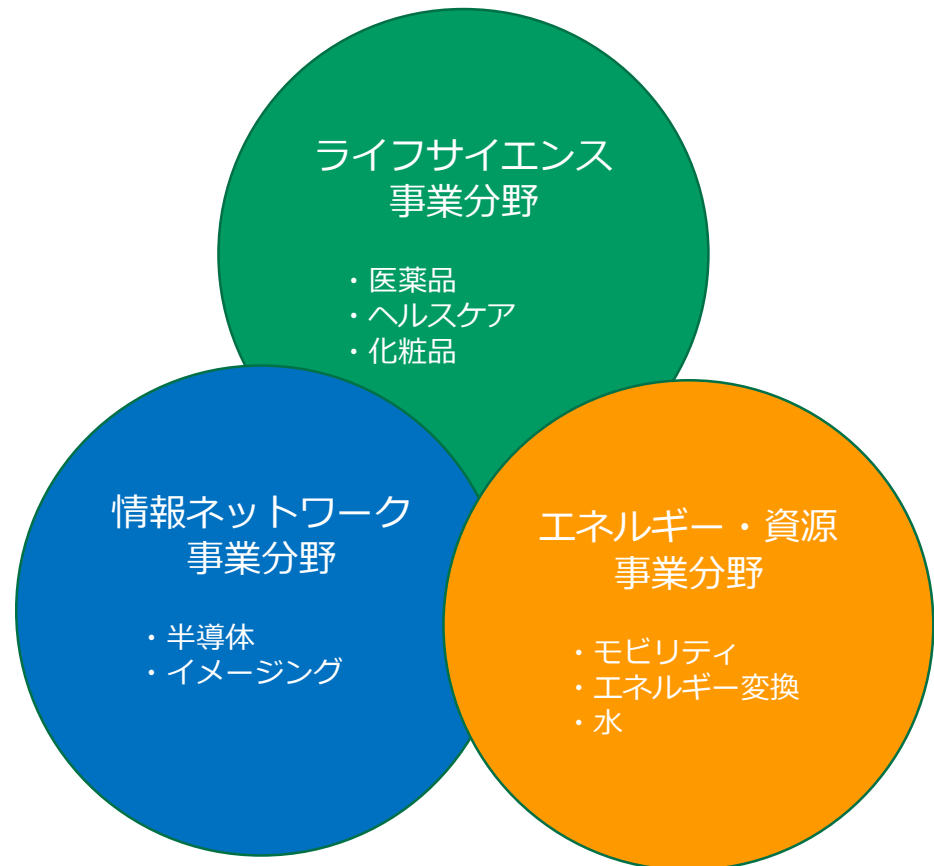 ライフサイエンス
事業分野
・医薬品
・ヘルスケア
・化粧品
情報ネットワーク
事業分野
・半導体
・イメージング
エネルギー・資源
事業分野
・モビリティ
・エネルギー変換
・水